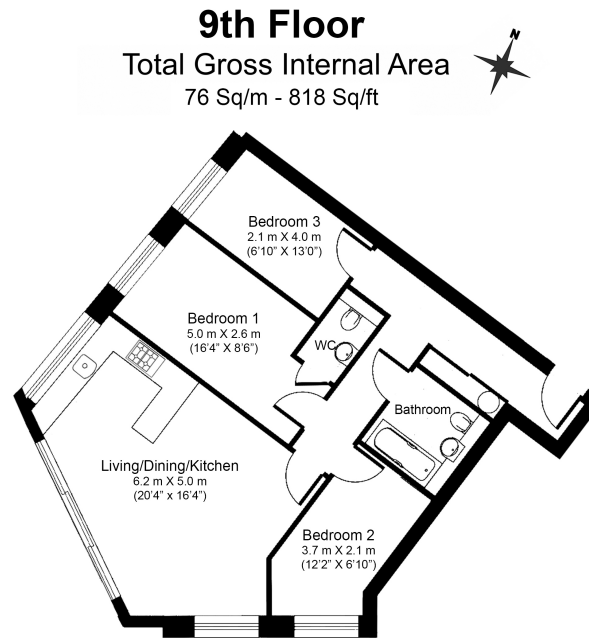 9th Floor
Total Gross Internal Area
76 Sq/m - 818 Sq/ft
N
Bedroom 3
2.1 m X 4.0 m
(6'10" X 13'0")
Bedroom 1
5.0 m X 2.6 m
(16'4" X 8'6")
WC
Bathroom
Living/Dining/Kitchen
6.2 m X 5.0 m
(20'4" x 16'4")
Bedroom 2
3.7 m X 2.1 m
(12'2" X 6'10")